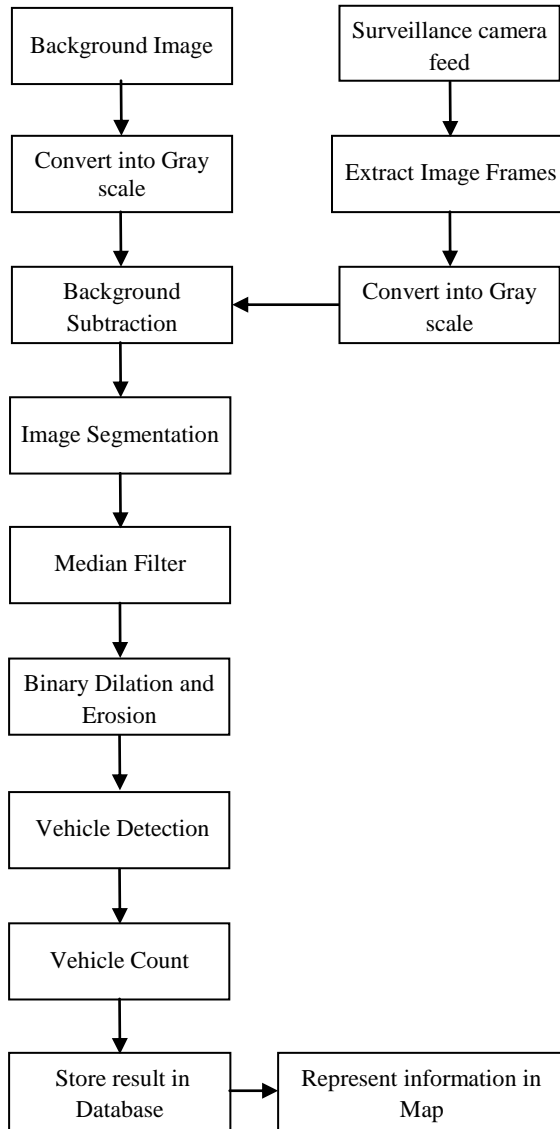 Background Image
Surveillance camera
feed
Convert into Gray
scale
Extract Image Frames
Background
Subtraction
Convert into Gray
scale
Image Segmentation
Median Filter
Binary Dilation and
Erosion
Vehicle Detection
Vehicle Count
Store result in
Database
Represent information in
Map